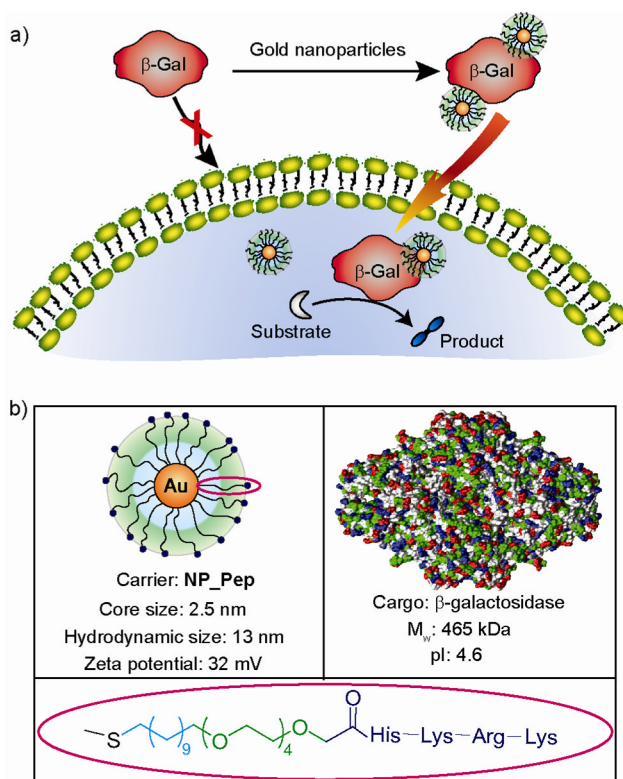 a)
β-Gal
Gold nanoparticles
β-Gal
β-Gal
Substrate
Product
b)
Au
Carrier: NP_Pep
Core size: 2.5 nm
Hydrodynamic size: 13 nm
Zeta potential: 32 mV
Cargo: β-galactosidase
Mw: 465 kDa
pI: 4.6
S ( )9 (O )4 O O His-Lys-Arg-Lys